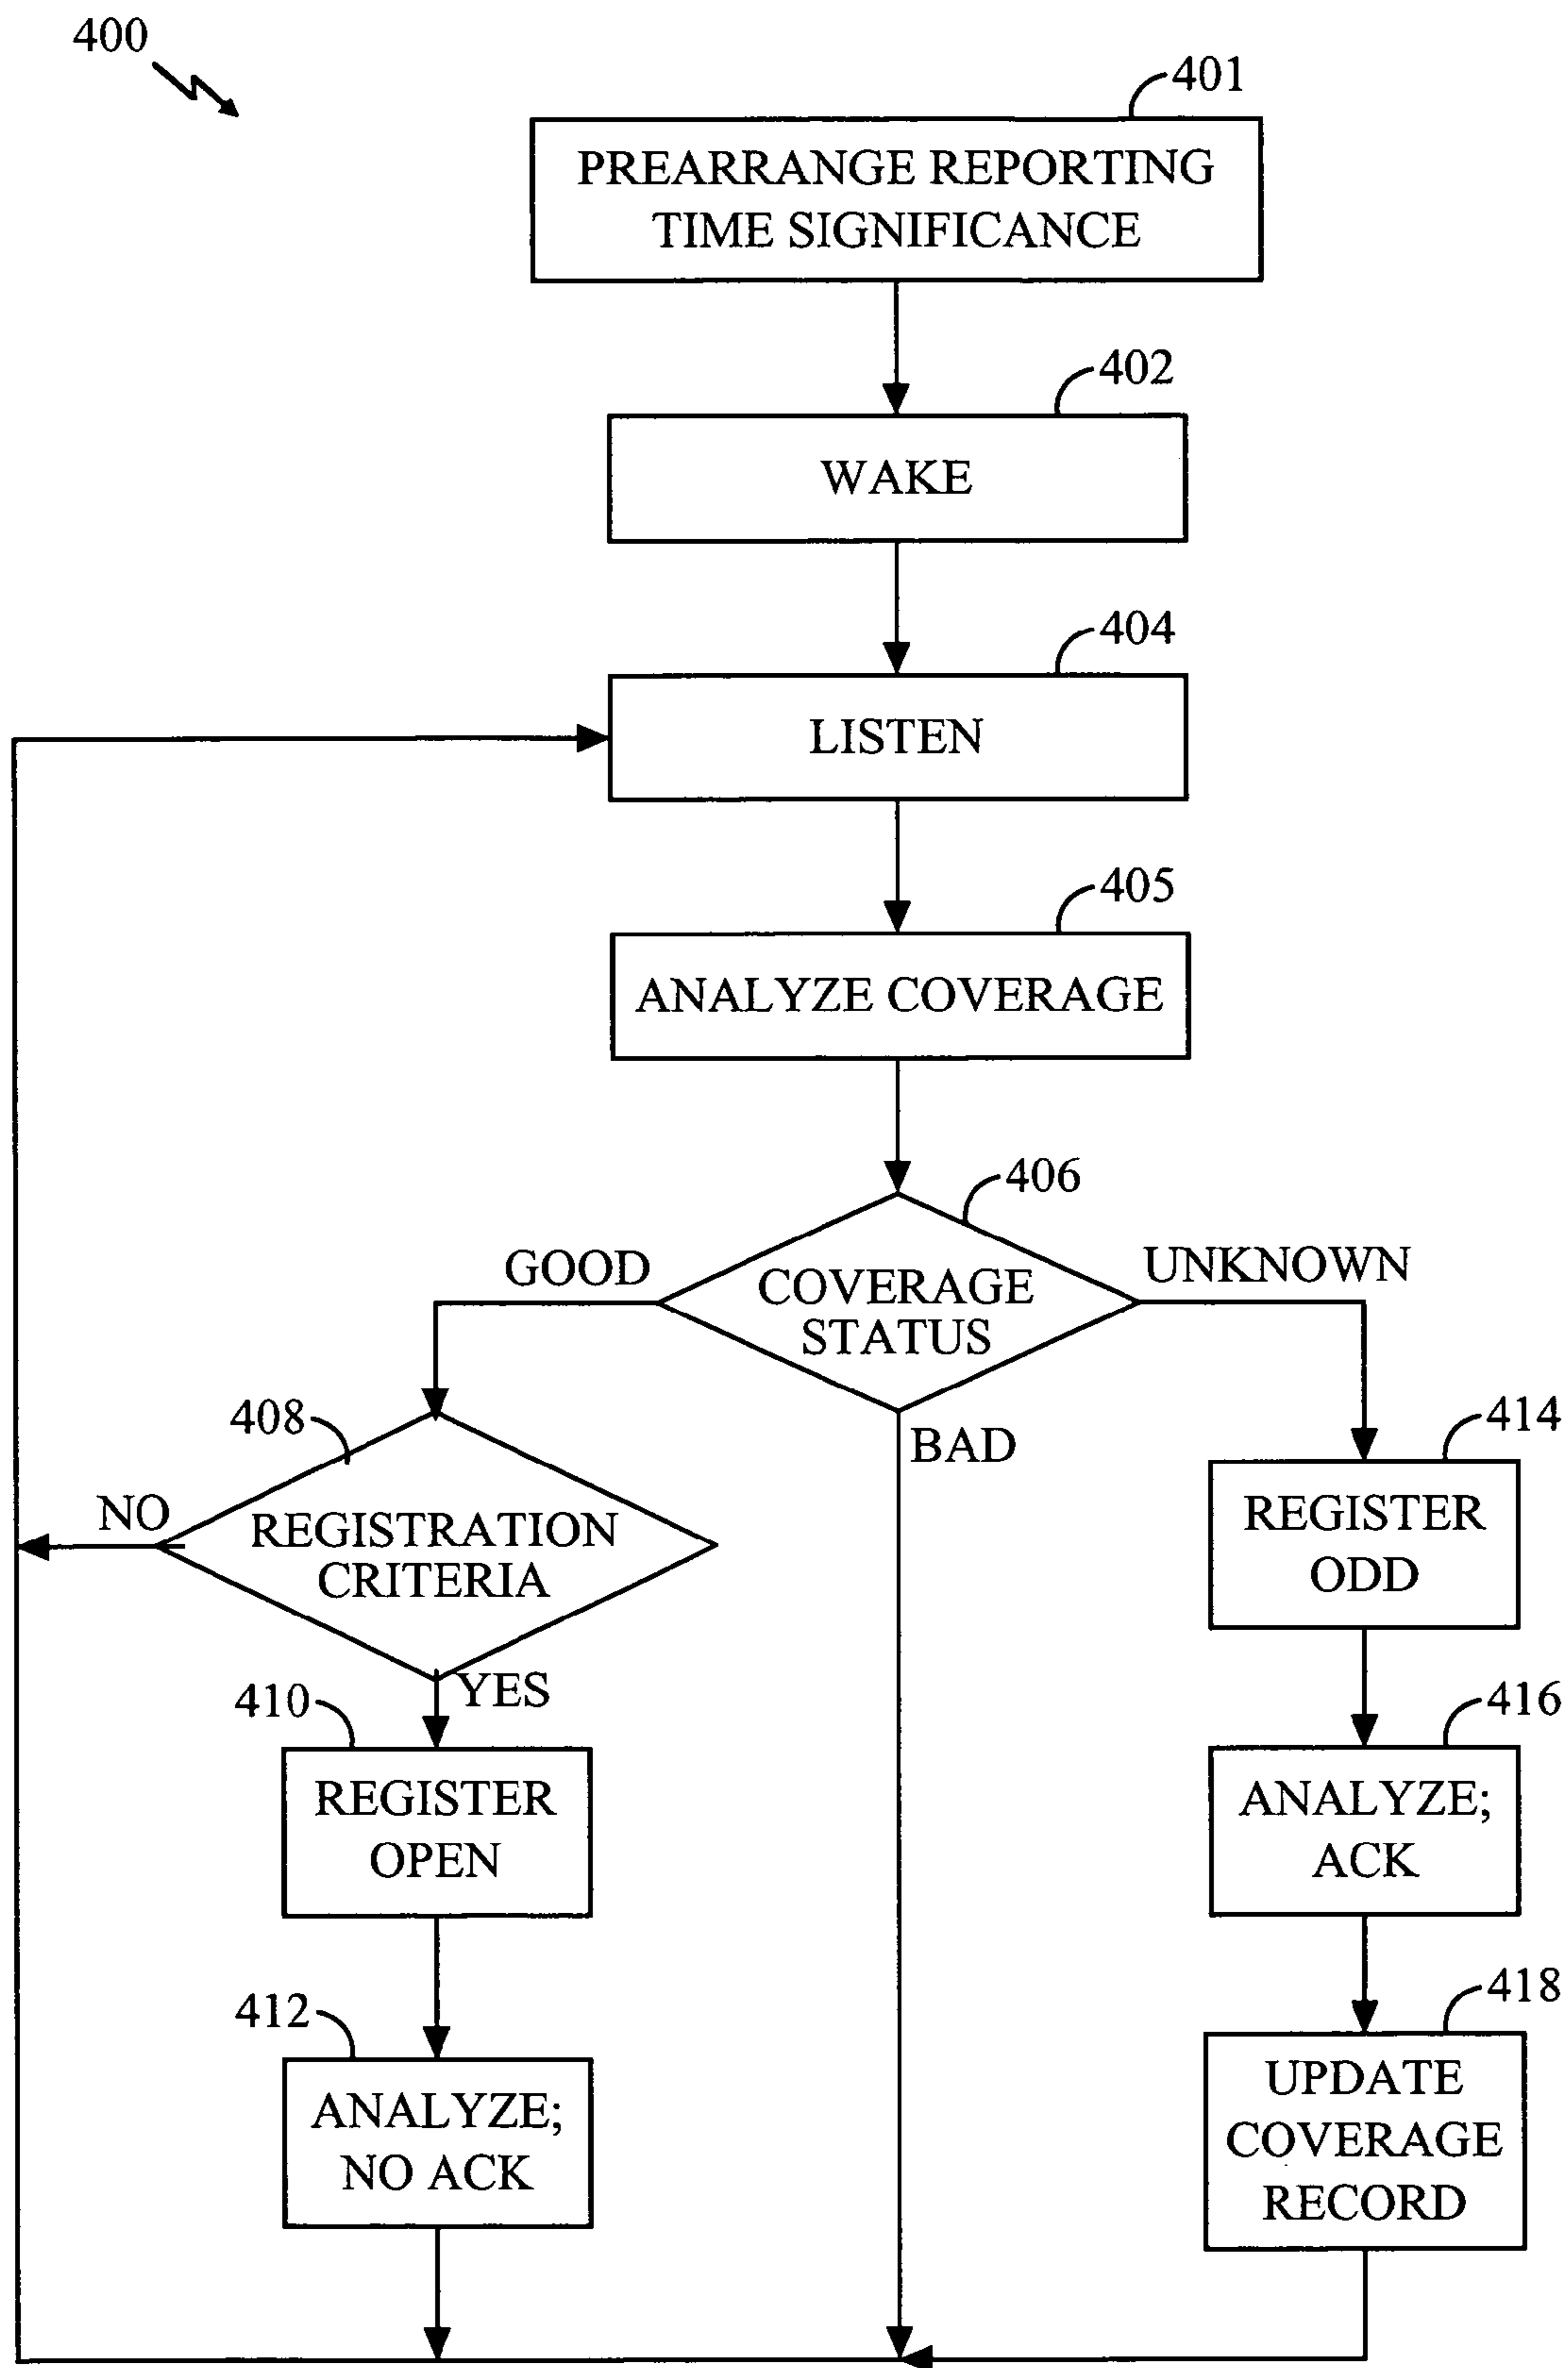 400
401
PREARRANGE REPORTING
TIME SIGNIFICANCE
402
WAKE
404
LISTEN
405
ANALYZE COVERAGE
406
GOOD
COVERAGE
STATUS
UNKNOWN
BAD
408
NO
REGISTRATION
CRITERIA
YES
414
REGISTER
ODD
410
REGISTER
OPEN
416
ANALYZE;
ACK
412
ANALYZE;
NO ACK
418
UPDATE
COVERAGE
RECORD